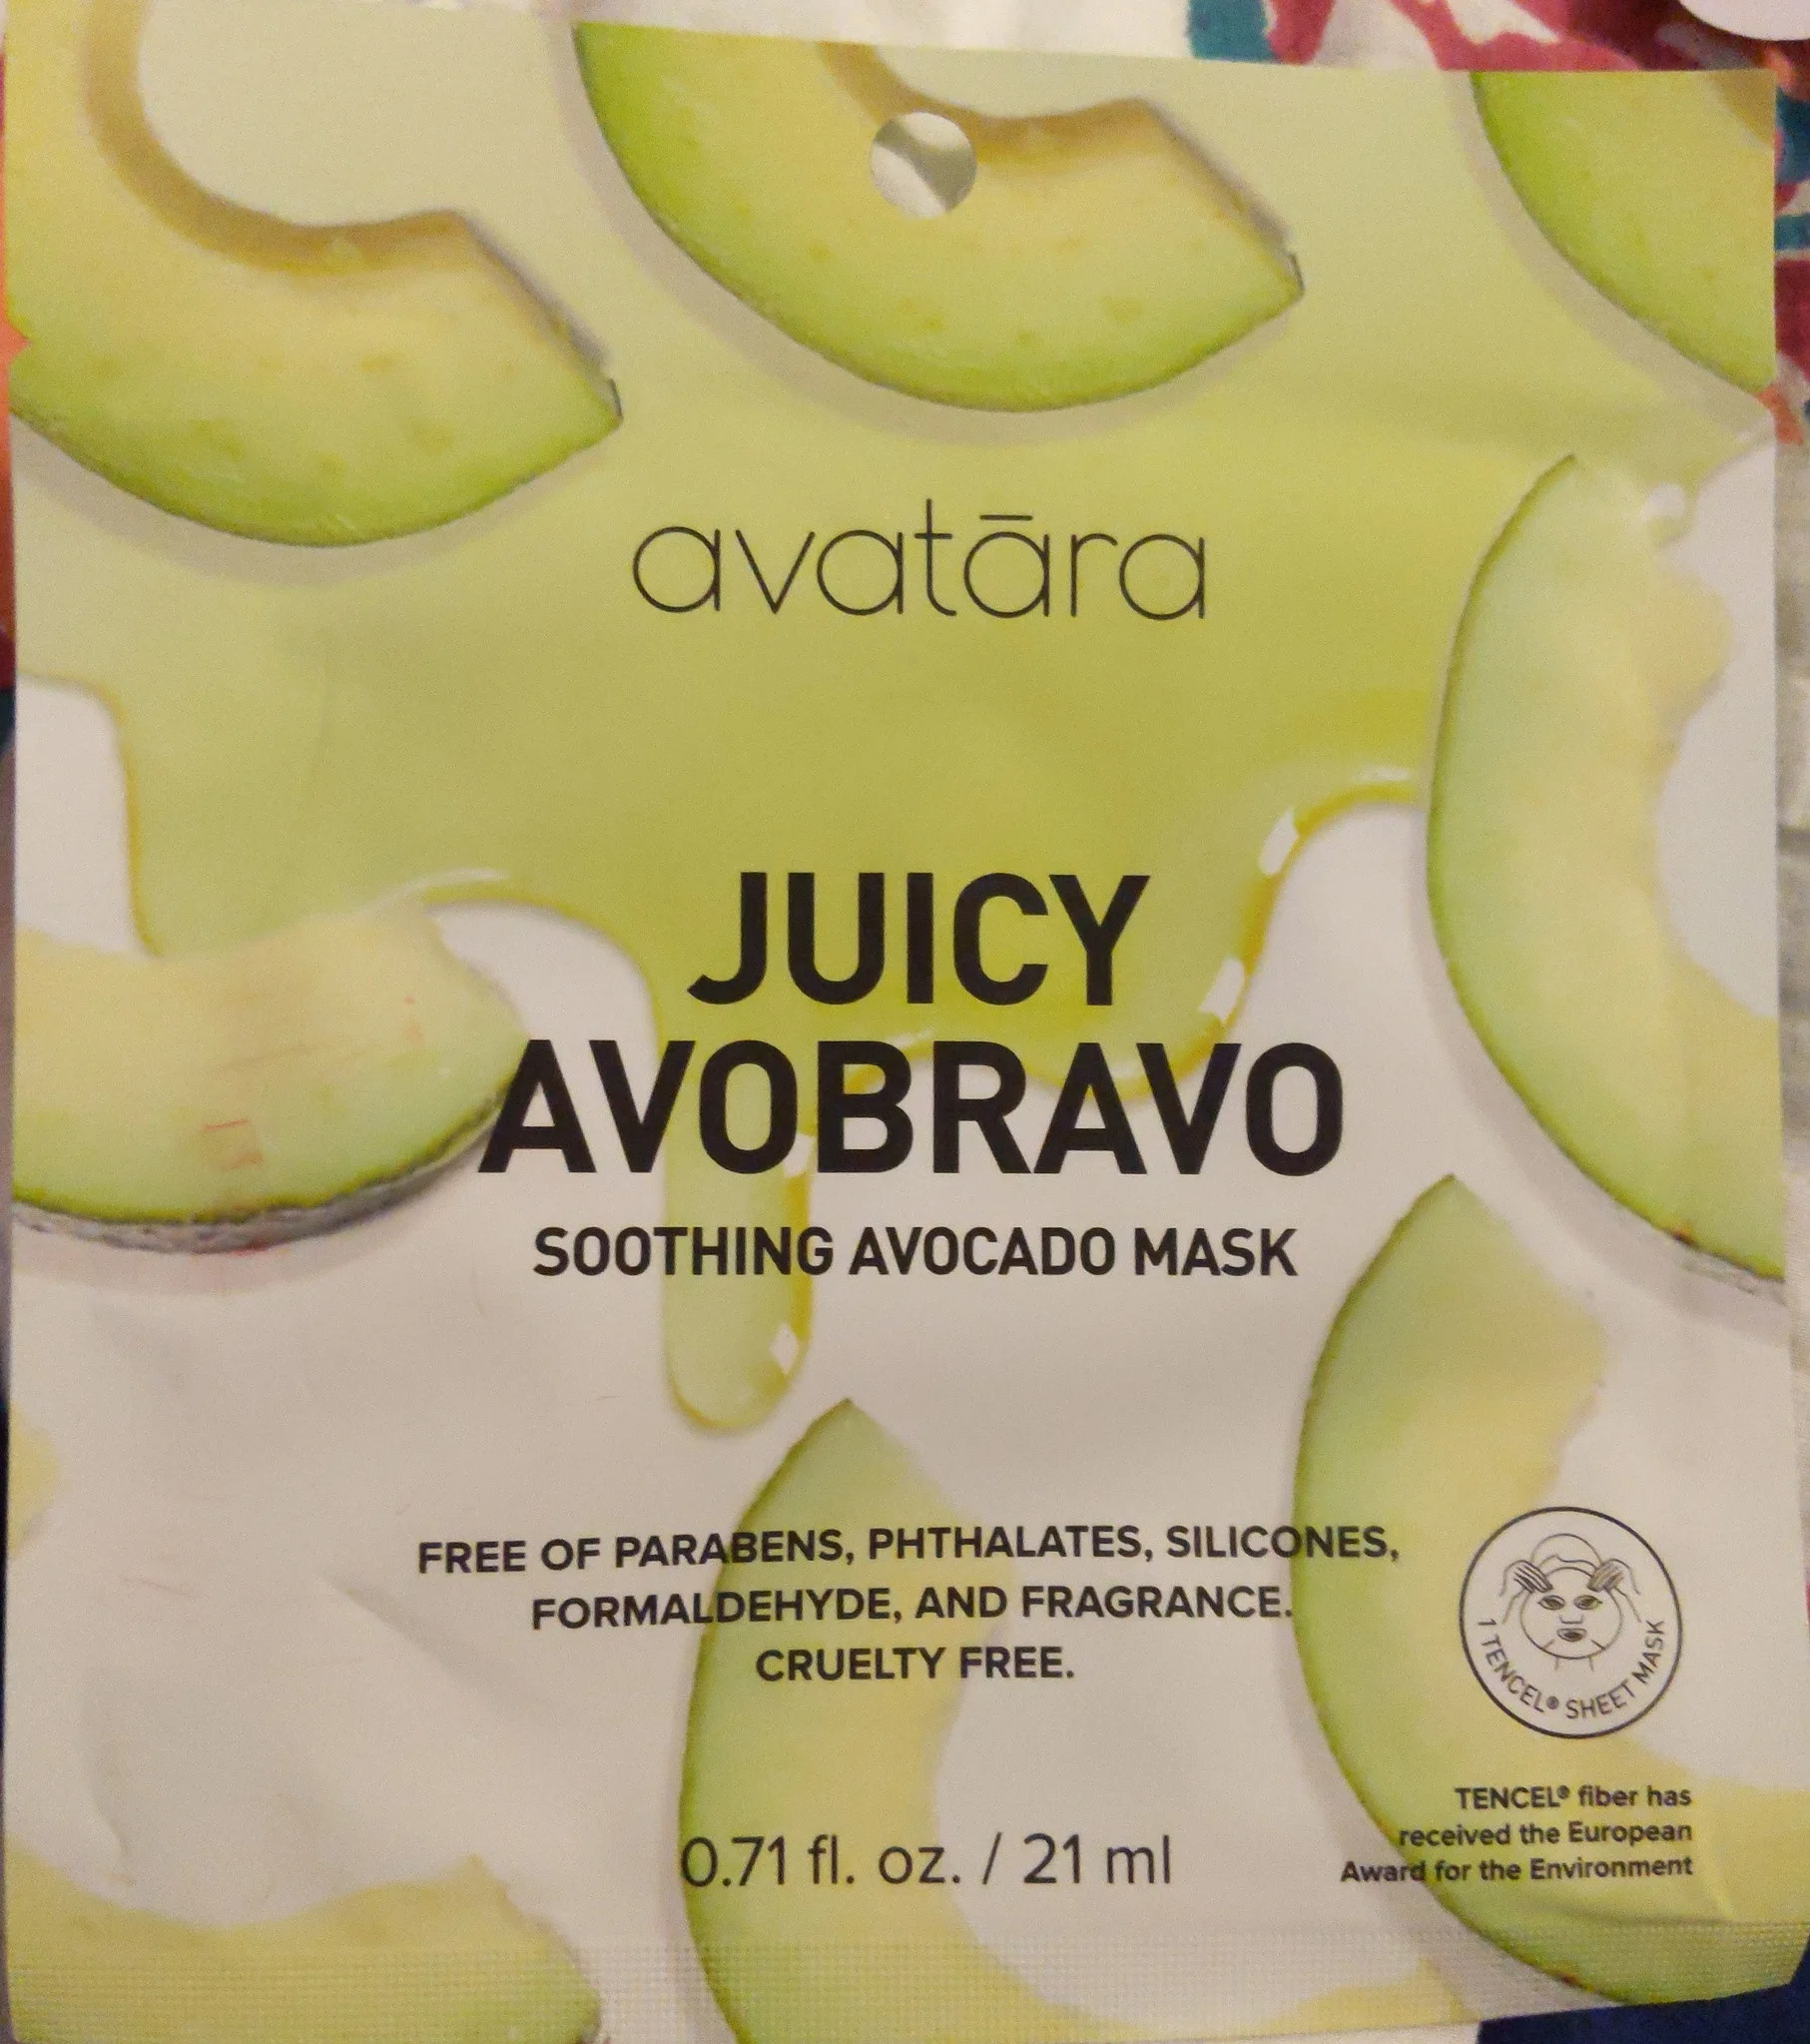 avatāra
JUICY
AVOBRAVO
SOOTHING AVOCADO MASK
FREE OF PARABENS, PHTHALATES, SILICONES,
FORMALDEHYDE, AND FRAGRANCE.
CRUELTY FREE.
1 TENCEL® SHEET MASK
TENCEL® fiber has
received the European
Award for the Environment
0.71 fl. oz. / 21 ml